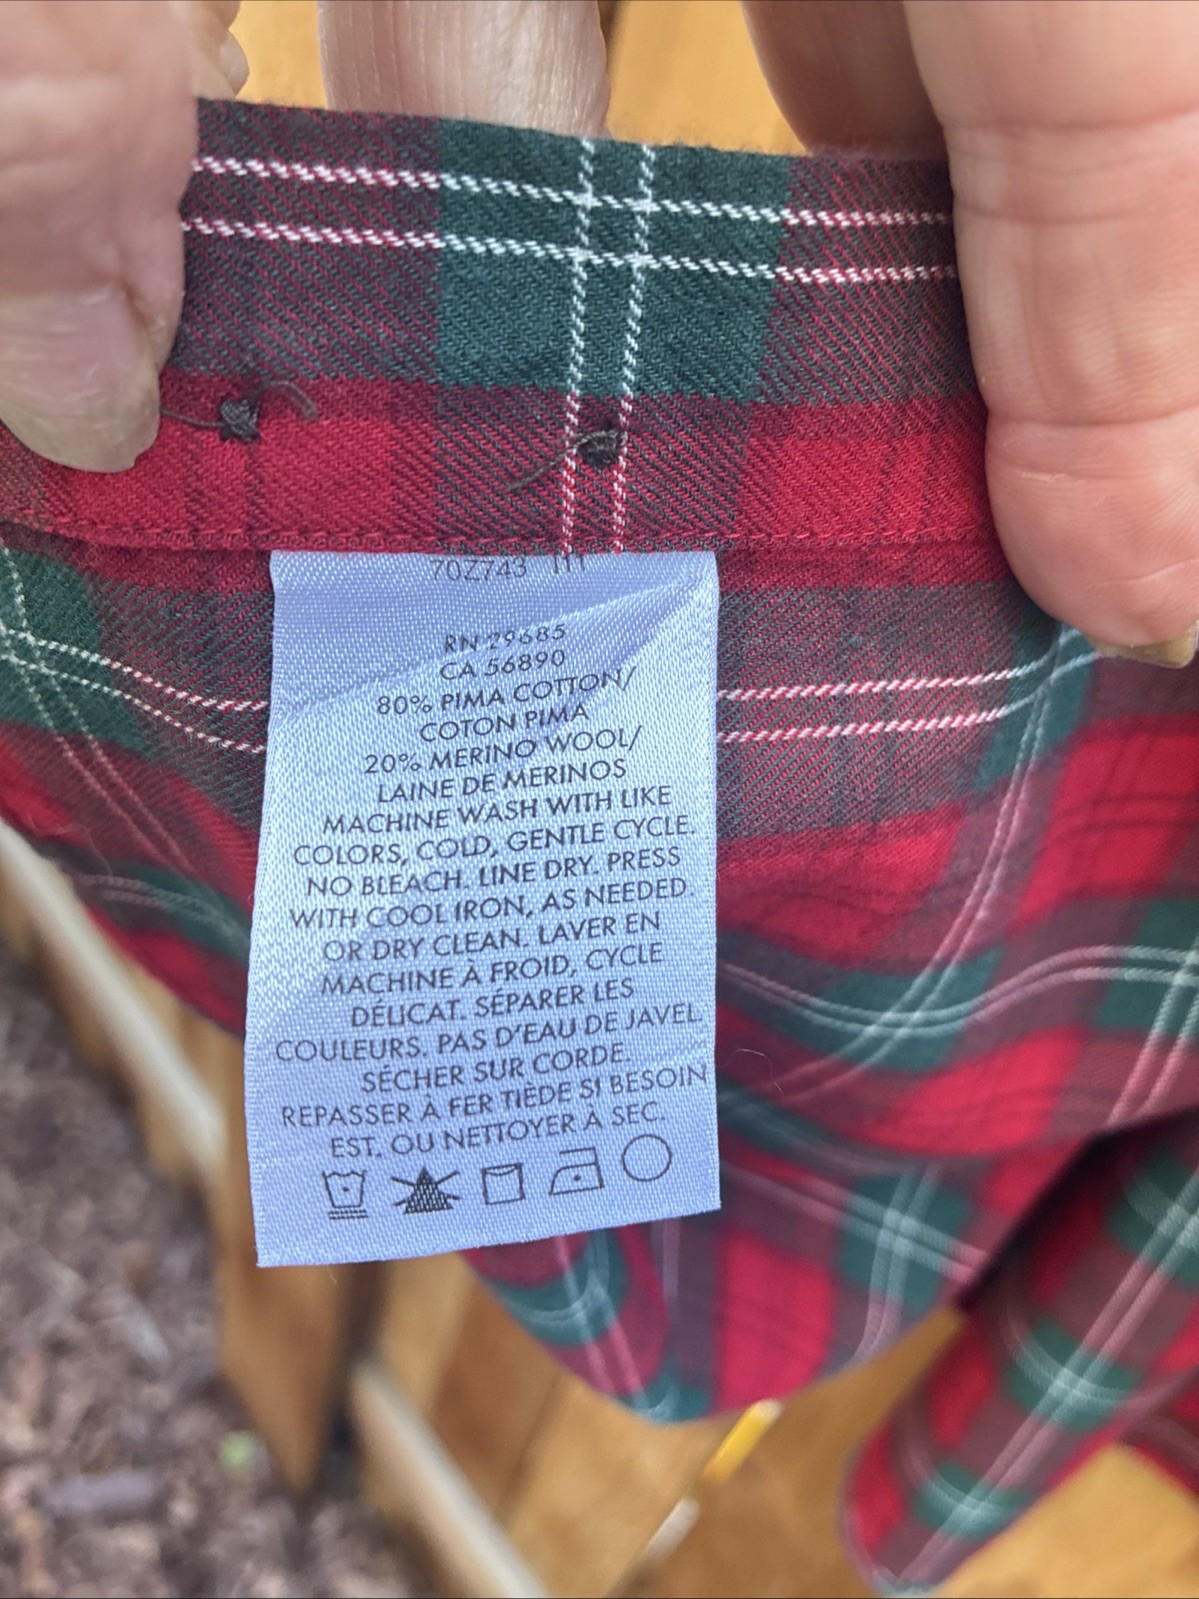 70Z743
RN 29685
CA 56890
80% PIMA COTTON/
COTON PIMA
20% MERINO WOOL/
LAINE DE MERINOS
MACHINE WASH WITH LIKE
COLORS, COLD, GENTLE CYCLE.
NO BLEACH. LINE DRY. PRESS
WITH COOL IRON, AS NEEDED.
OR DRY CLEAN. LAVER EN
MACHINE À FROID, CYCLE
DÉLICAT. SÉPARER LES
COULEURS. PAS D'EAU DE JAVEL.
SÉCHER SUR CORDE.
REPASSER À FER TIÈDE SI BESOIN
EST. OU NETTOYER À SEC.